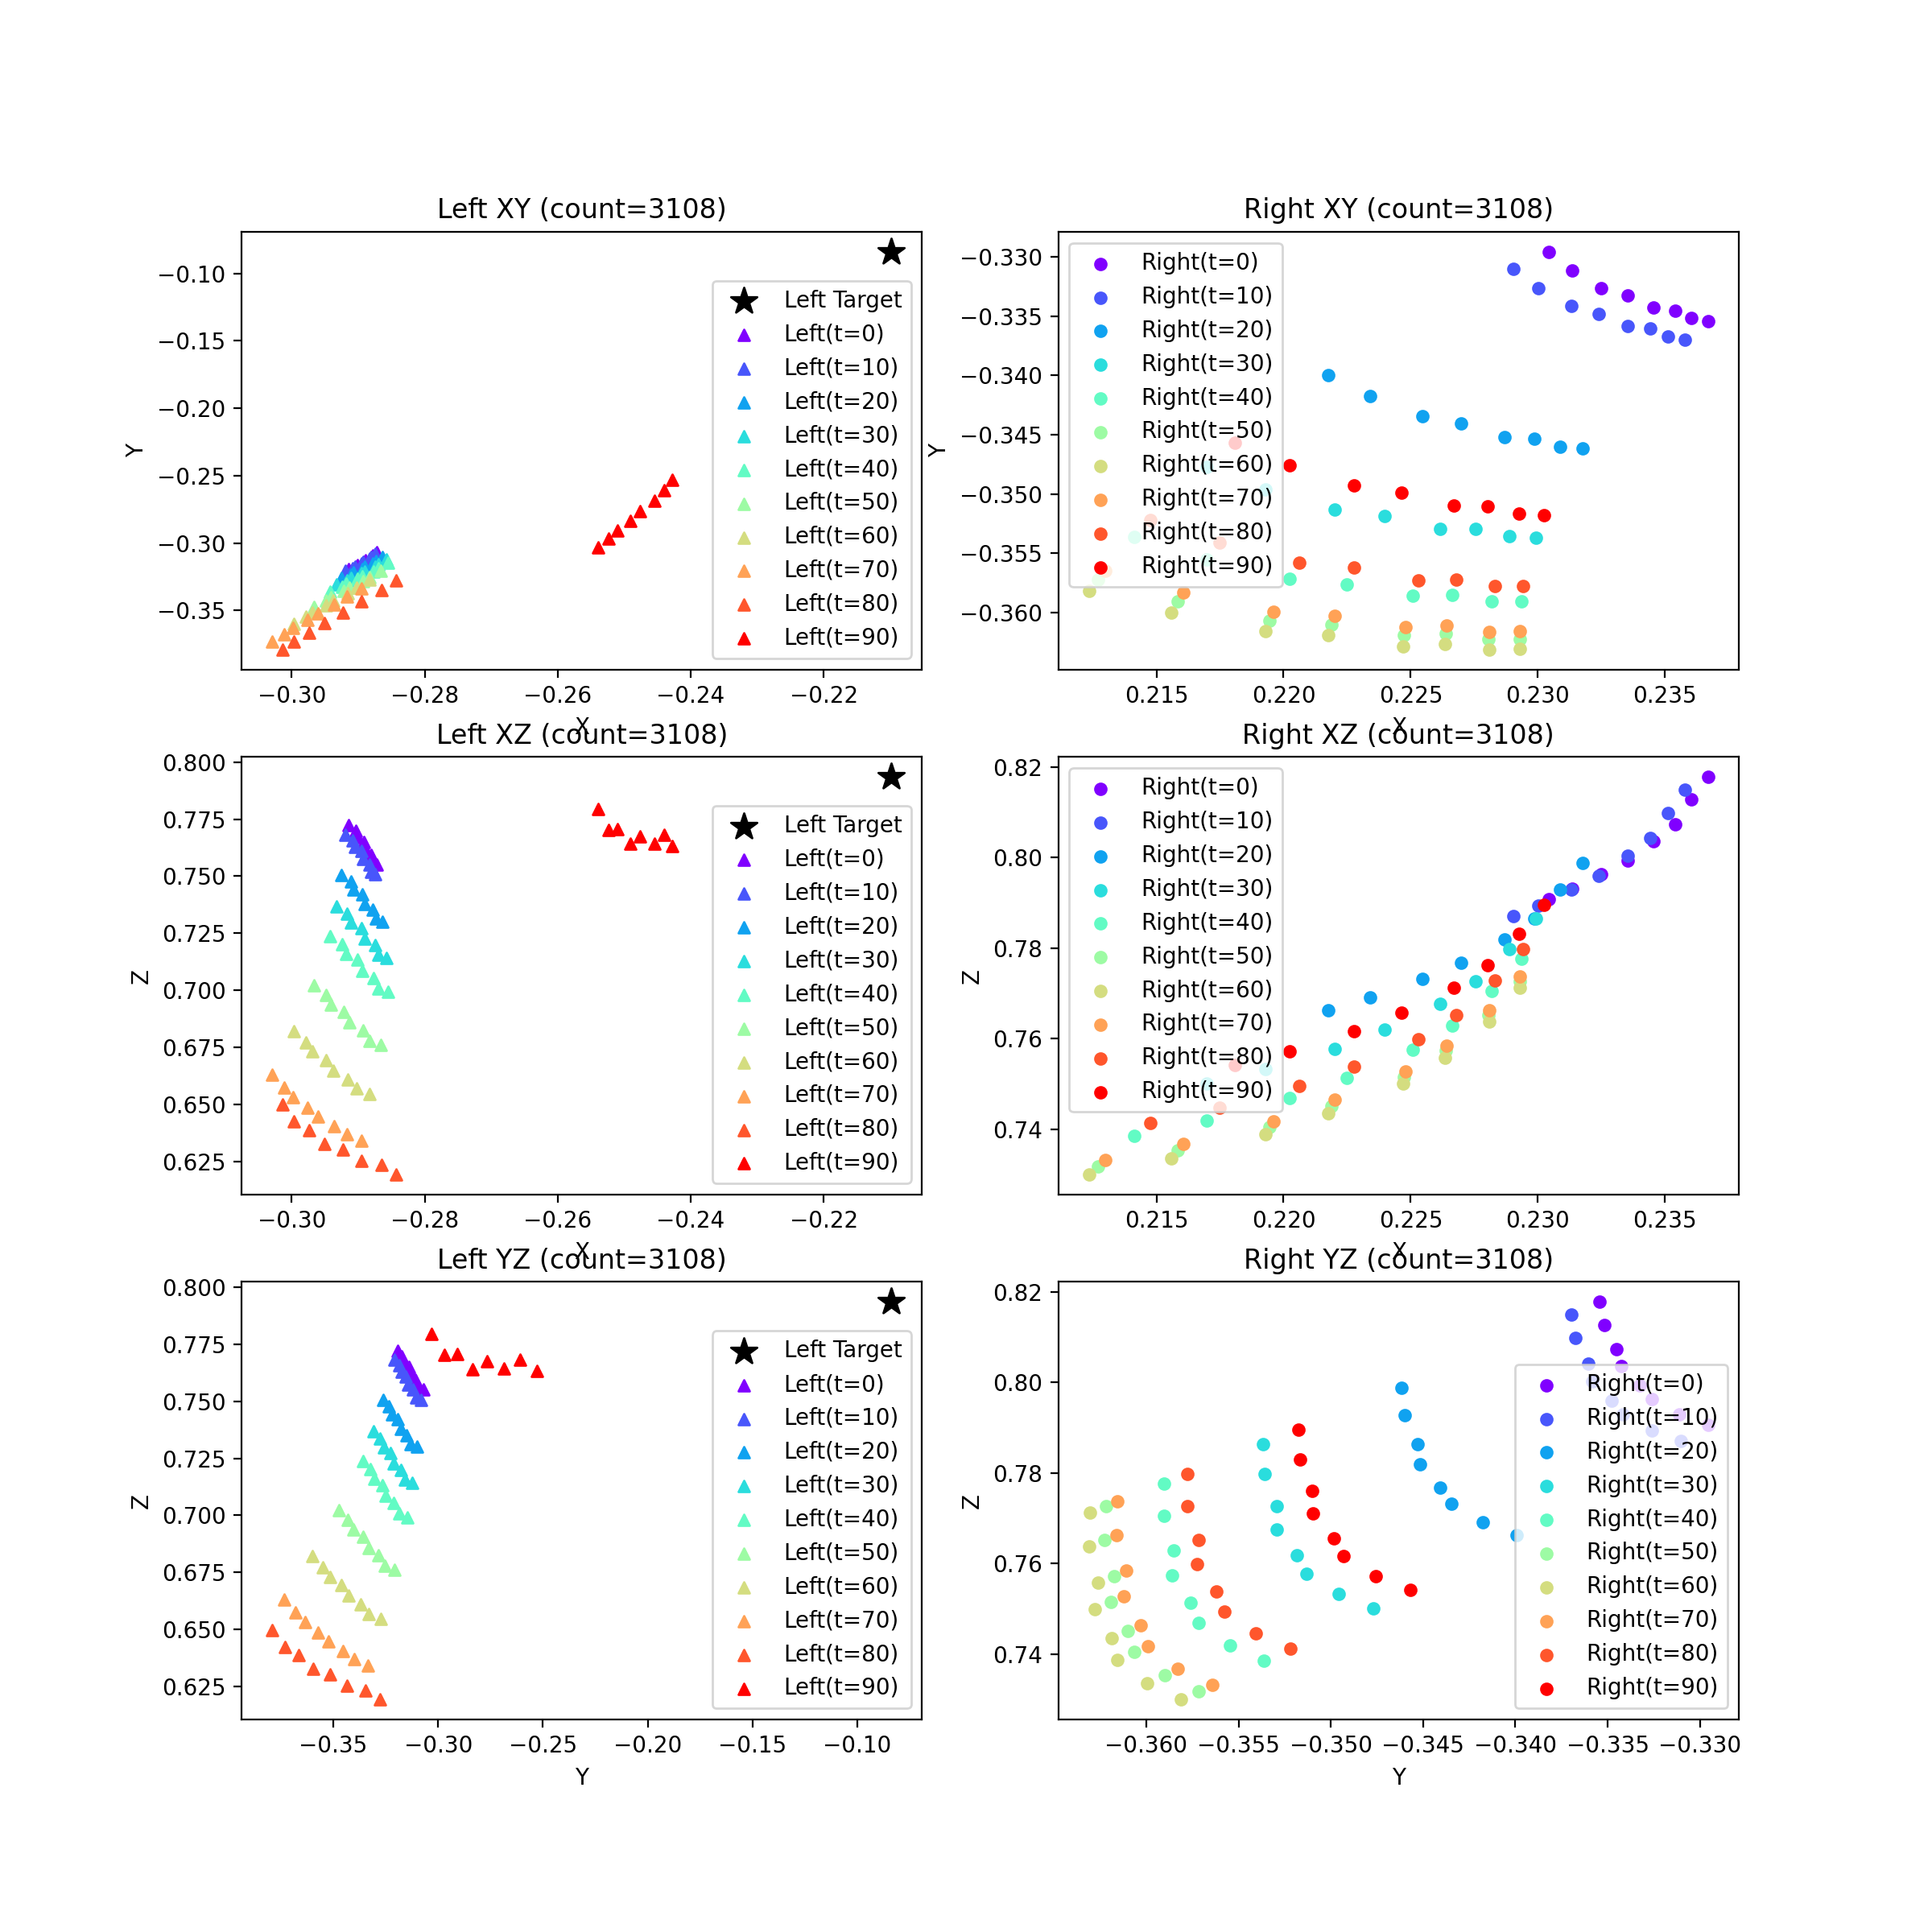 Left XY (count=3108)
−0.10
−0.15
−0.20
−0.25
−0.30
−0.35
Y
Left Target
Left(t=0)
Left(t=10)
Left(t=20)
Left(t=30)
Left(t=40)
Left(t=50)
Left(t=60)
Left(t=70)
Left(t=80)
Left(t=90)
−0.30 −0.28 −0.26 −0.24 −0.22
X
Right XY (count=3108)
−0.330
−0.335
−0.340
−0.345
−0.350
−0.355
−0.360
Y
Right(t=0)
Right(t=10)
Right(t=20)
Right(t=30)
Right(t=40)
Right(t=50)
Right(t=60)
Right(t=70)
Right(t=80)
Right(t=90)
0.215 0.220 0.225 0.230 0.235
X
Left XZ (count=3108)
0.800
0.775
0.750
0.725
0.700
0.675
0.650
0.625
Z
Left Target
Left(t=0)
Left(t=10)
Left(t=20)
Left(t=30)
Left(t=40)
Left(t=50)
Left(t=60)
Left(t=70)
Left(t=80)
Left(t=90)
−0.30 −0.28 −0.26 −0.24 −0.22
X
Right XZ (count=3108)
0.82
0.80
0.78
0.76
0.74
Z
Right(t=0)
Right(t=10)
Right(t=20)
Right(t=30)
Right(t=40)
Right(t=50)
Right(t=60)
Right(t=70)
Right(t=80)
Right(t=90)
0.215 0.220 0.225 0.230 0.235
X
Left YZ (count=3108)
0.800
0.775
0.750
0.725
0.700
0.675
0.650
0.625
Z
Left Target
Left(t=0)
Left(t=10)
Left(t=20)
Left(t=30)
Left(t=40)
Left(t=50)
Left(t=60)
Left(t=70)
Left(t=80)
Left(t=90)
−0.35 −0.30 −0.25 −0.20 −0.15 −0.10
Y
Right YZ (count=3108)
0.82
0.80
0.78
0.76
0.74
Z
Right(t=0)
Right(t=10)
Right(t=20)
Right(t=30)
Right(t=40)
Right(t=50)
Right(t=60)
Right(t=70)
Right(t=80)
Right(t=90)
−0.360 −0.355 −0.350 −0.345 −0.340 −0.335 −0.330
Y